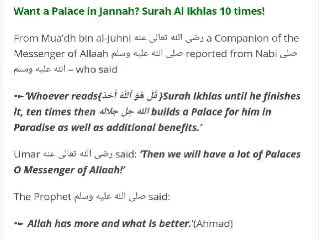 Want a Palace in Jannah? Surah Al Ikhlas 10 times!
From Mua'dh bin al-Juhni رضي الله تعالى عنه a Companion of the
Messenger of Allaah صلى الله عليه وسلم reported from Nabi صلى
الله عليه وسلم – who said
•~'Whoever reads{قُلْ هُوَ ٱللَّهُ أَحَدٌ}Surah Ikhlas until he finishes
it, ten times then الله جل جلاله builds a Palace for him in
Paradise as well as additional benefits.'
Umar رضي الله تعالى عنه said: 'Then we will have a lot of Palaces
O Messenger of Allaah!'
The Prophet صلى الله عليه وسلم said:
•~ Allah has more and what is better.'(Ahmad)